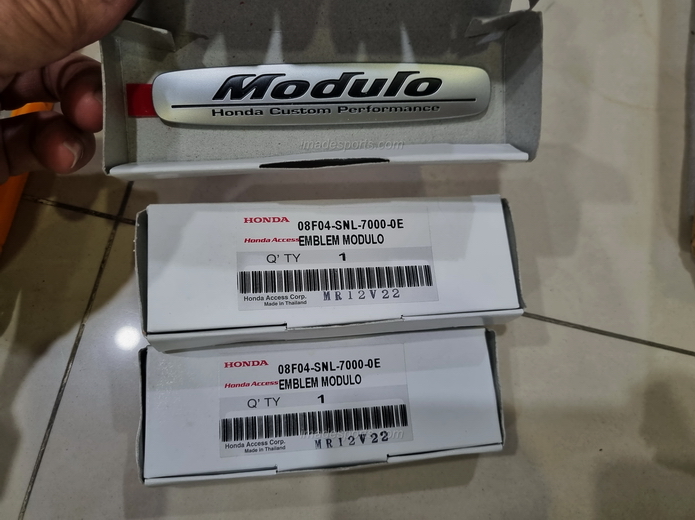 Modulo
Honda Custom Performance
imadesports.com
HONDA 08F04-SNL-7000-0E
Honda Access EMBLEM MODULO
Q' TY 1
Honda Access Corp.
Made in Thailand
MR12V22
HONDA 08F04-SNL-7000-0E
Honda Access EMBLEM MODULO
Q' TY 1
imadesports.com
Honda Access Corp.
Made in Thailand
MR12V22